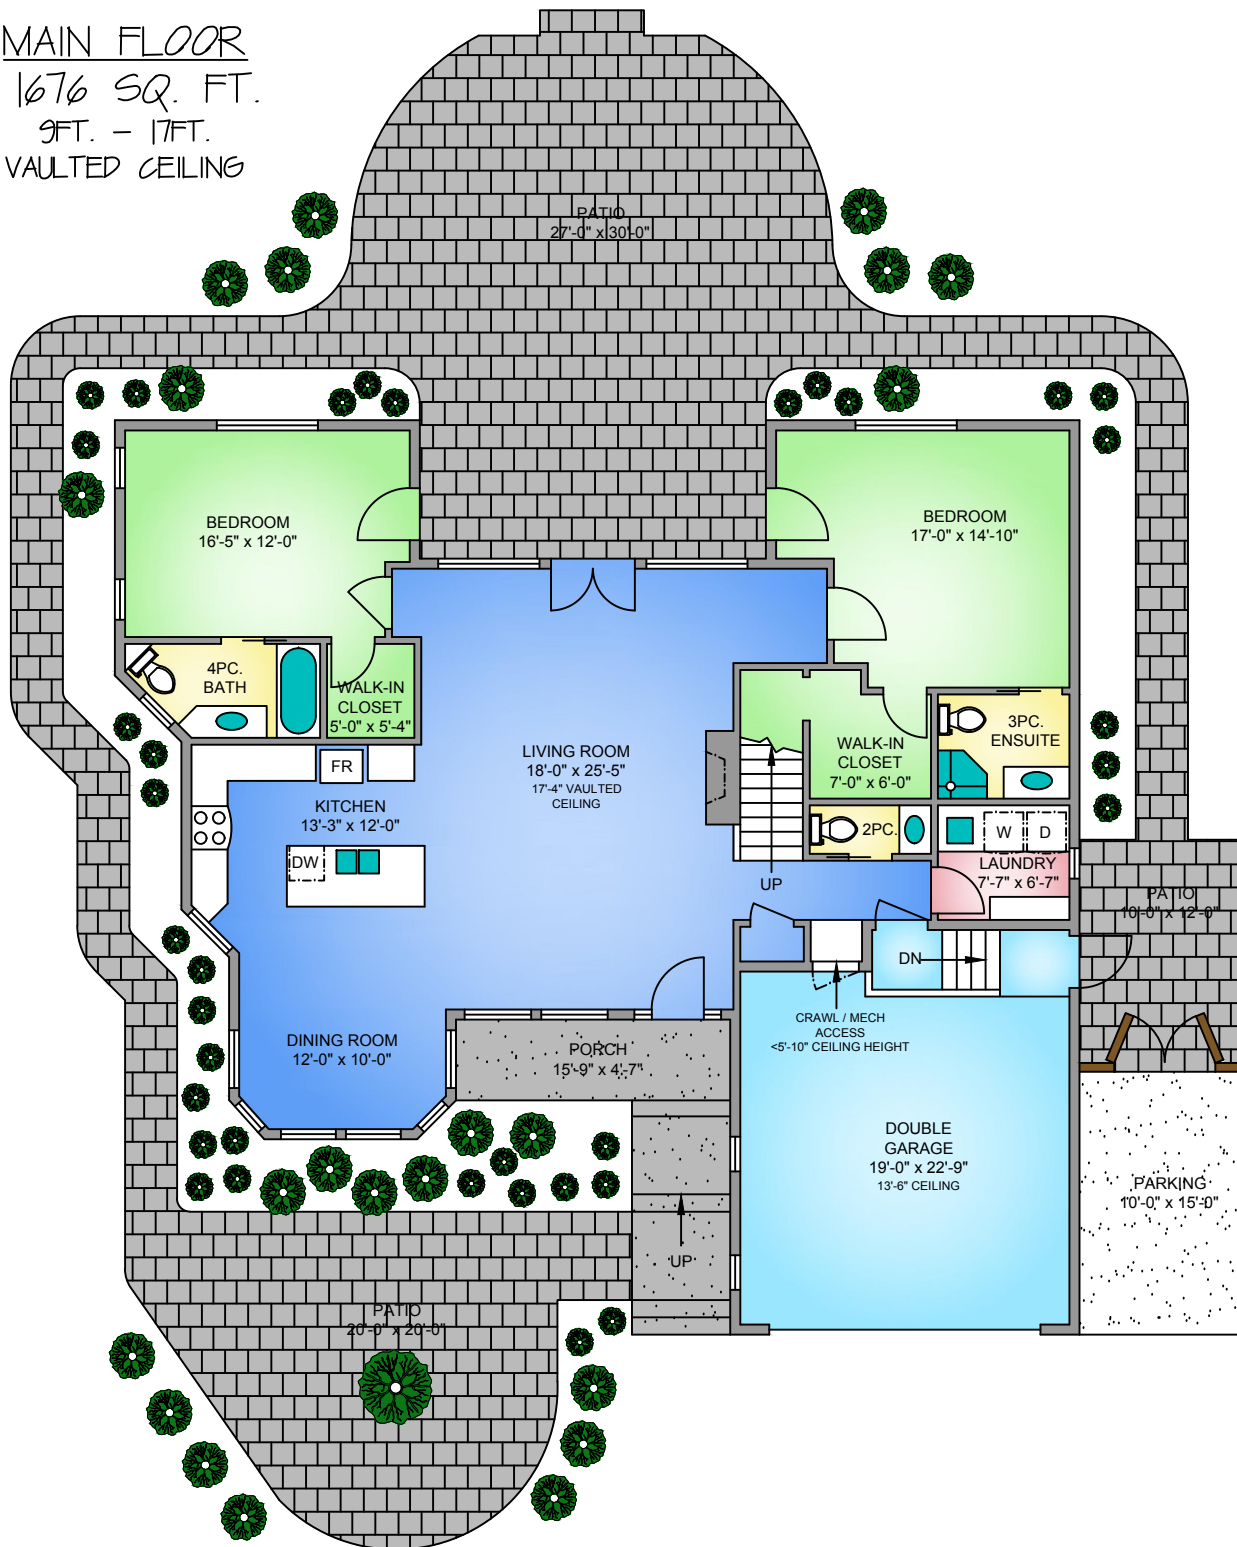 MAIN FLOOR
1676 SQ. FT.
9FT. - 17FT.
VAULTED CEILING
PATIO
27'-0" x 30'-0"
BEDROOM
16'-5" x 12'-0"
BEDROOM
17'-0" x 14'-10"
4PC.
BATH
WALK-IN
CLOSET
5'-0" x 5'-4"
3PC.
ENSUITE
WALK-IN
CLOSET
7'-0" x 6'-0"
LIVING ROOM
18'-0" x 25'-5"
17'-4" VAULTED
CEILING
FR
KITCHEN
13'-3" x 12'-0"
DW
2PC.
W
D
LAUNDRY
7'-7" x 6'-7"
UP
PATIO
10'-0" x 12'-0"
DN
CRAWL / MECH
ACCESS
<5'-10" CEILING HEIGHT
DINING ROOM
12'-0" x 10'-0"
PORCH
15'-9" x 4'-7"
DOUBLE
GARAGE
19'-0" x 22'-9"
13'-6" CEILING
PARKING
10'-0" x 15'-0"
UP
PATIO
20'-0" x 20'-0"